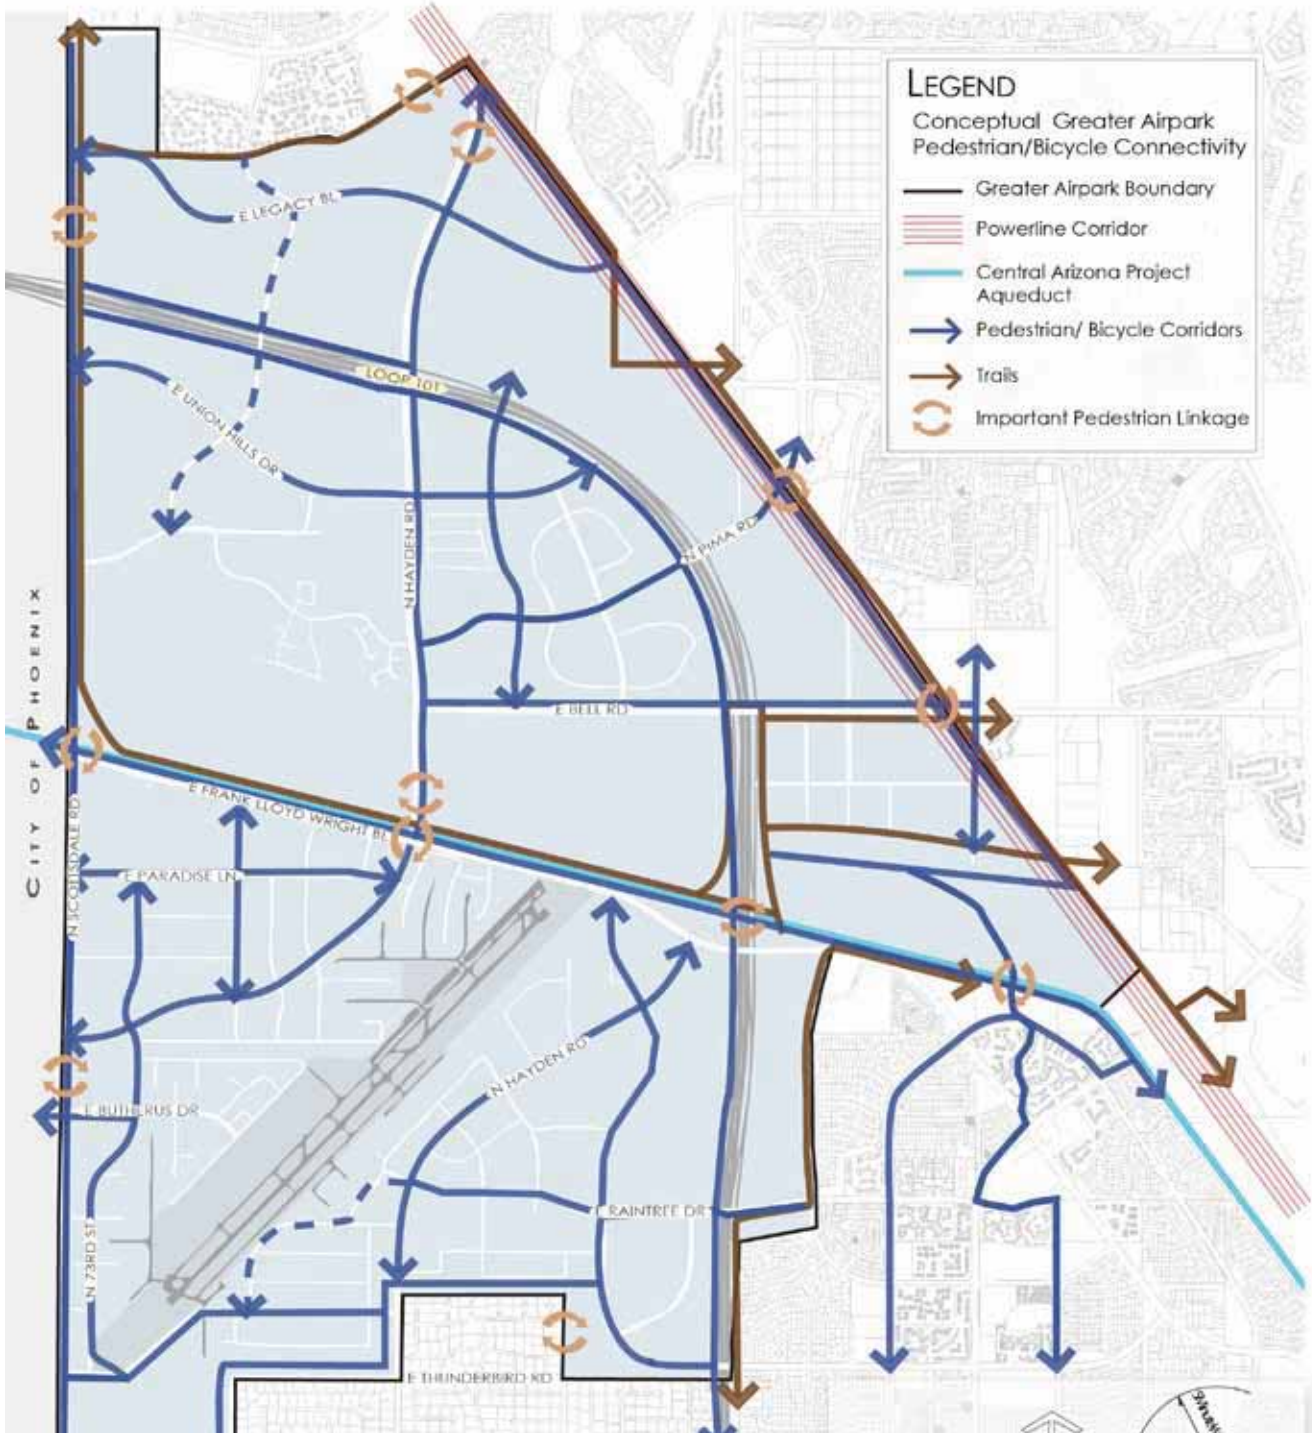 LEGEND
Conceptual Greater Airpark
Pedestrian/Bicycle Connectivity
Greater Airpark Boundary
Powerline Corridor
Central Arizona Project
Aqueduct
Pedestrian/ Bicycle Corridors
Trails
Important Pedestrian Linkage
E LEGACY BL
LOOP 101
E UNION HILLS DR
N HAYDEN RD
N PIMA RD
CITY OF PHOENIX
E BELL RD
E FRANK LLOYD WRIGHT BL
N SCOTTSDALE RD
E PARADISE LN
N HAYDEN RD
E BUTHERUS DR
E RAINTREE DR
N 73RD ST
E THUNDERBIRD RD